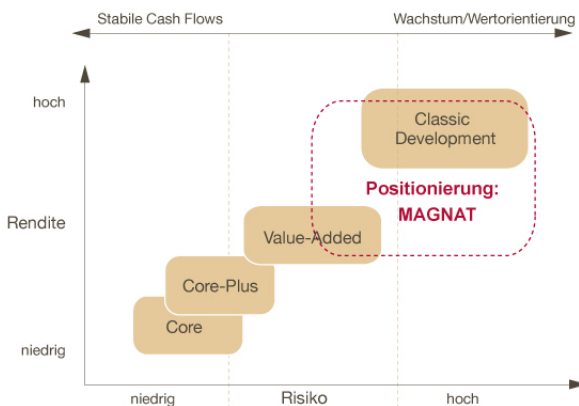 Stabile Cash Flows
Wachstum/Wertorientierung
hoch
Classic
Development
Positionierung:
MAGNAT
Rendite
Value-Added
Core-Plus
Core
niedrig
niedrig
Risiko
hoch